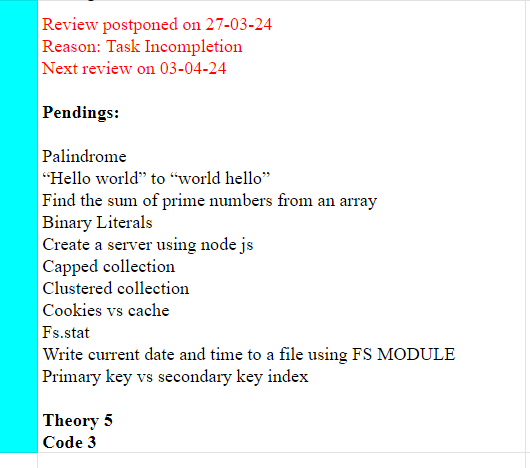 Review postponed on 27-03-24
Reason: Task Incompletion
Next review on 03-04-24
Pendings:
Palindrome
“Hello world” to “world hello”
Find the sum of prime numbers from an array
Binary Literals
Create a server using node js
Capped collection
Clustered collection
Cookies vs cache
Fs.stat
Write current date and time to a file using FS MODULE
Primary key vs secondary key index
Theory 5
Code 3